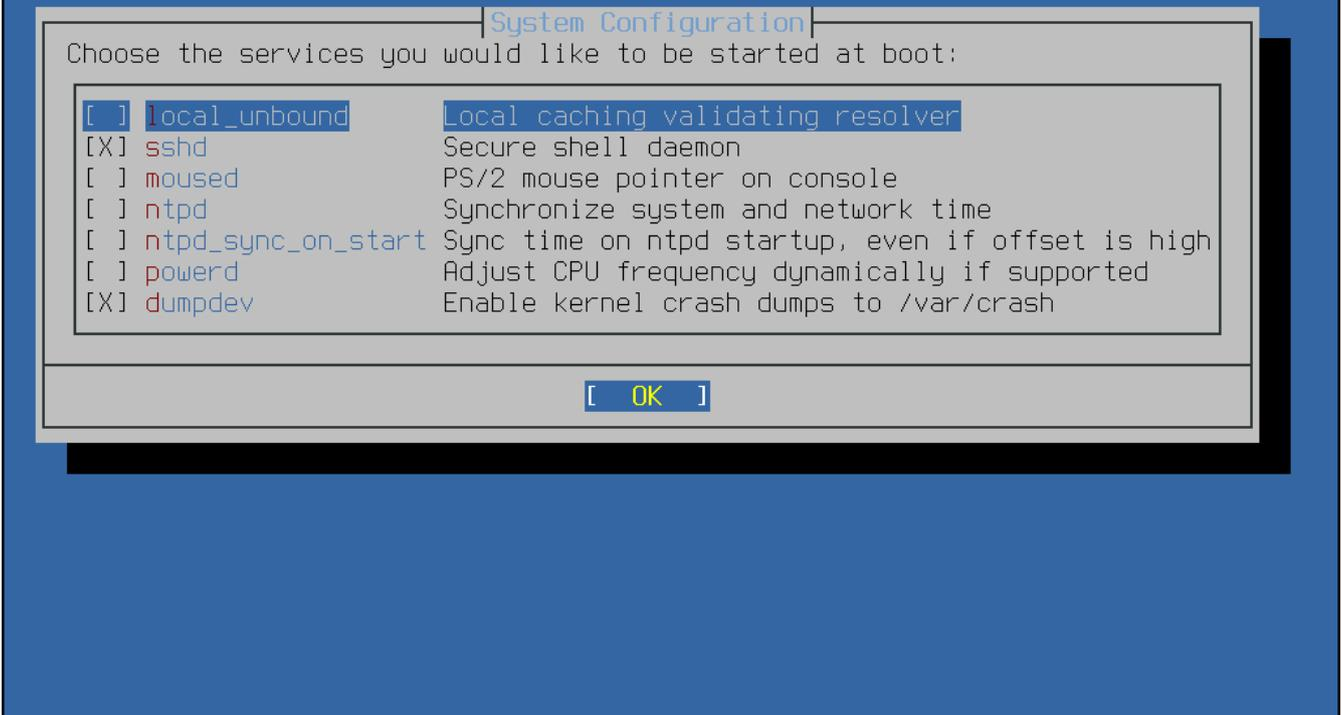 System Configuration
Choose the services you would like to be started at boot:
[ ] local_unbound Local caching validating resolver
[X] sshd Secure shell daemon
[ ] moused PS/2 mouse pointer on console
[ ] ntpd Synchronize system and network time
[ ] ntpd_sync_on_start Sync time on ntpd startup, even if offset is high
[ ] powerd Adjust CPU frequency dynamically if supported
[X] dumpdev Enable kernel crash dumps to /var/crash
[ OK ]